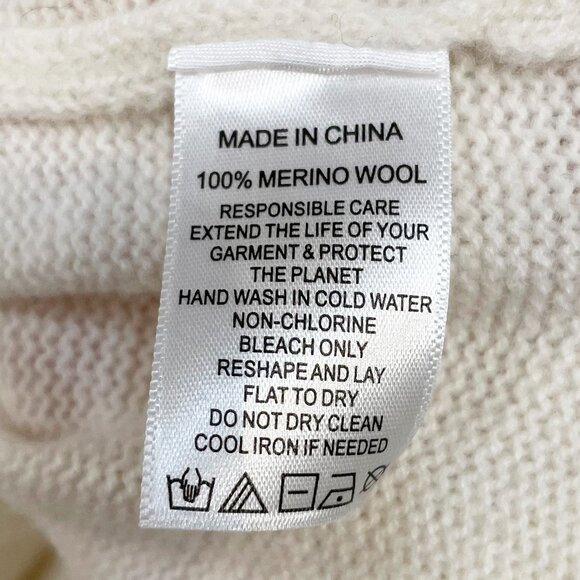 MADE IN CHINA
100% MERINO WOOL
RESPONSIBLE CARE
EXTEND THE LIFE OF YOUR
GARMENT & PROTECT
THE PLANET
HAND WASH IN COLD WATER
NON-CHLORINE
BLEACH ONLY
RESHAPE AND LAY
FLAT TO DRY
DO NOT DRY CLEAN
COOL IRON IF NEEDED